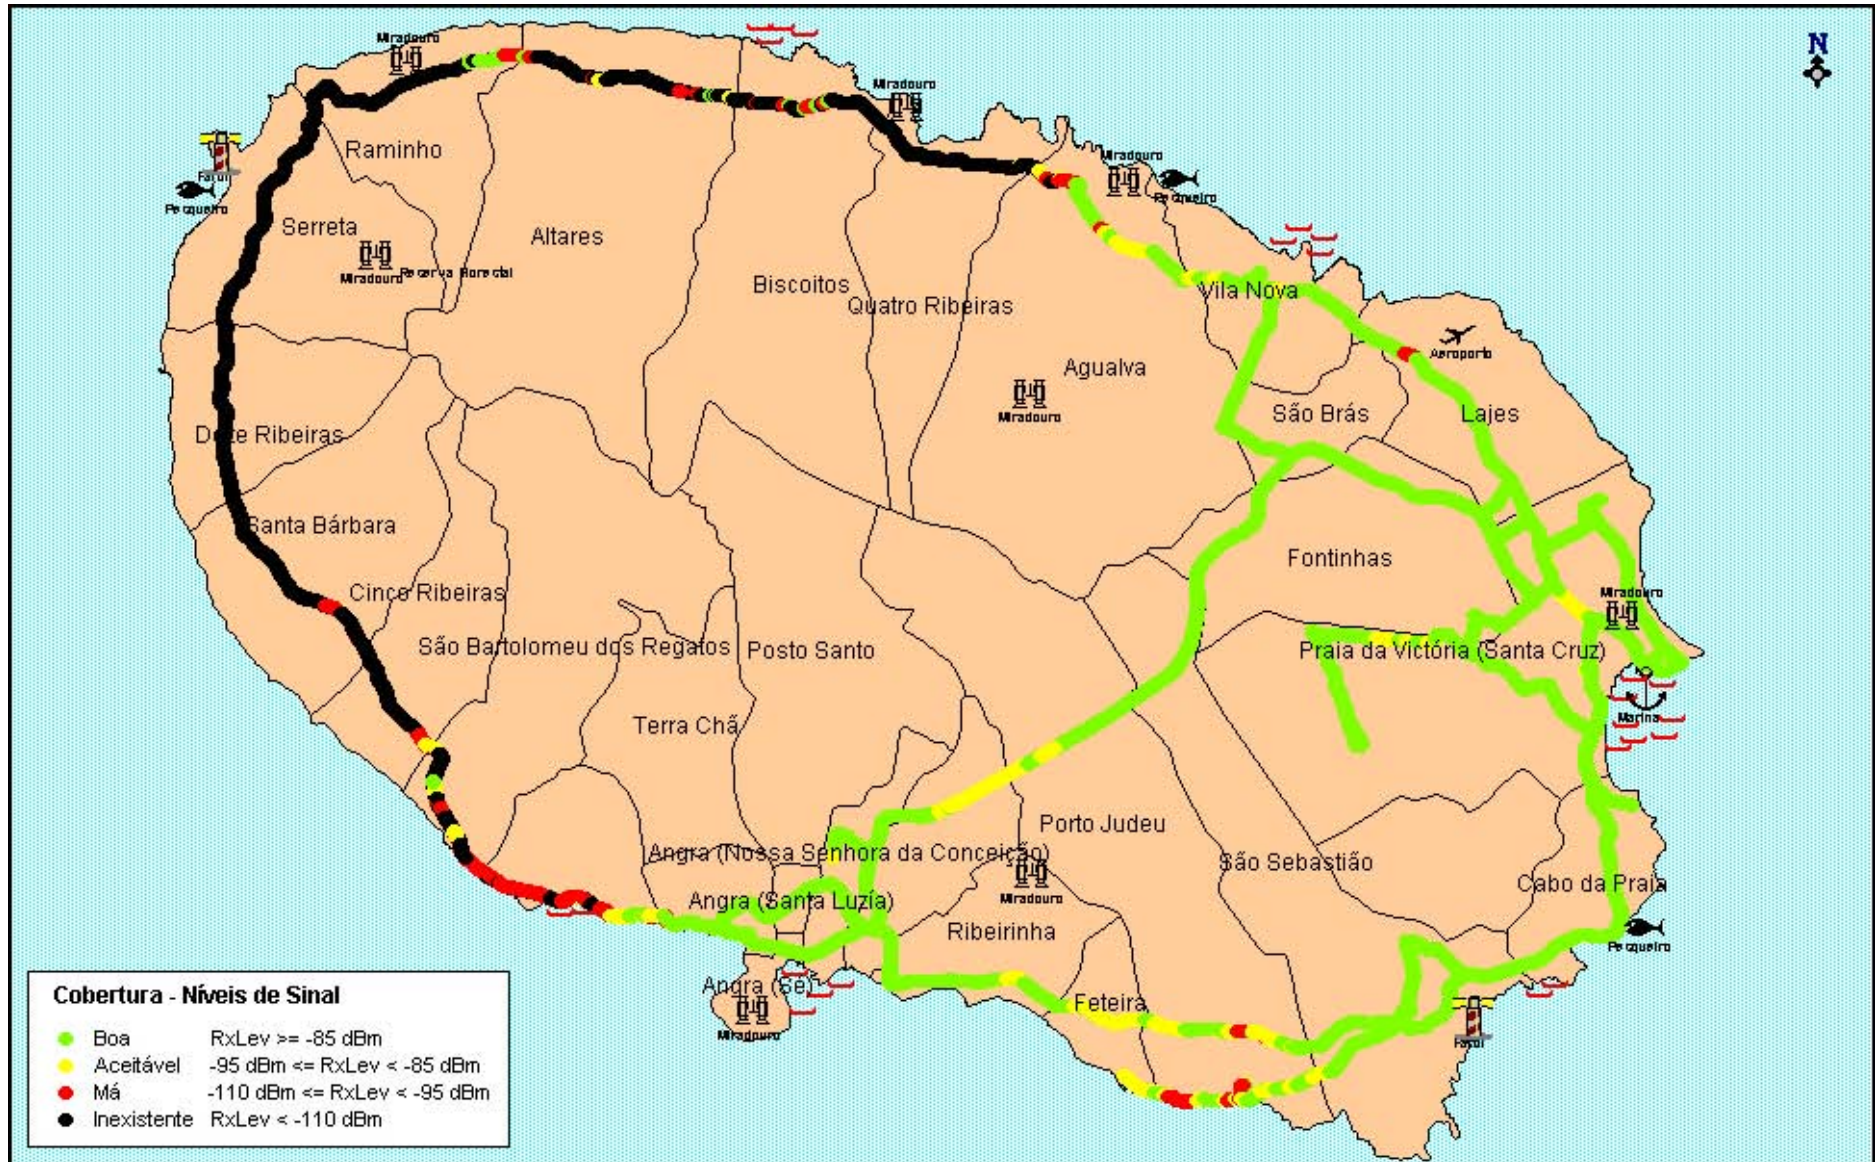 N
Miradouro
Miradouro
Miradouro
Farol
Pecqueiro
Pecqueiro
Raminho
Serreta
Altares
Miradouro
Biscoitos
Quatro Ribeiras
Vila Nova
Aeroporto
Agualva
Miradouro
São Brás
Lajes
Doze Ribeiras
Santa Bárbara
Fontinhas
Cinco Ribeiras
Miradouro
São Bartolomeu dos Regatos
Posto Santo
Praia da Victória (Santa Cruz)
Marina
Terra Chã
Porto Judeu
Angra (Nossa Senhora da Conceição)
São Sebastião
Miradouro
Cabo da Praia
Angra (Santa Luzía)
Ribeirinha
Pecqueiro
Angra (Sé)
Feteira
Miradouro
Farol
Cobertura - Níveis de Sinal
Boa RxLev >= -85 dBm
Aceitável -95 dBm <= RxLev < -85 dBm
Má -110 dBm <= RxLev < -95 dBm
Inexistente RxLev < -110 dBm